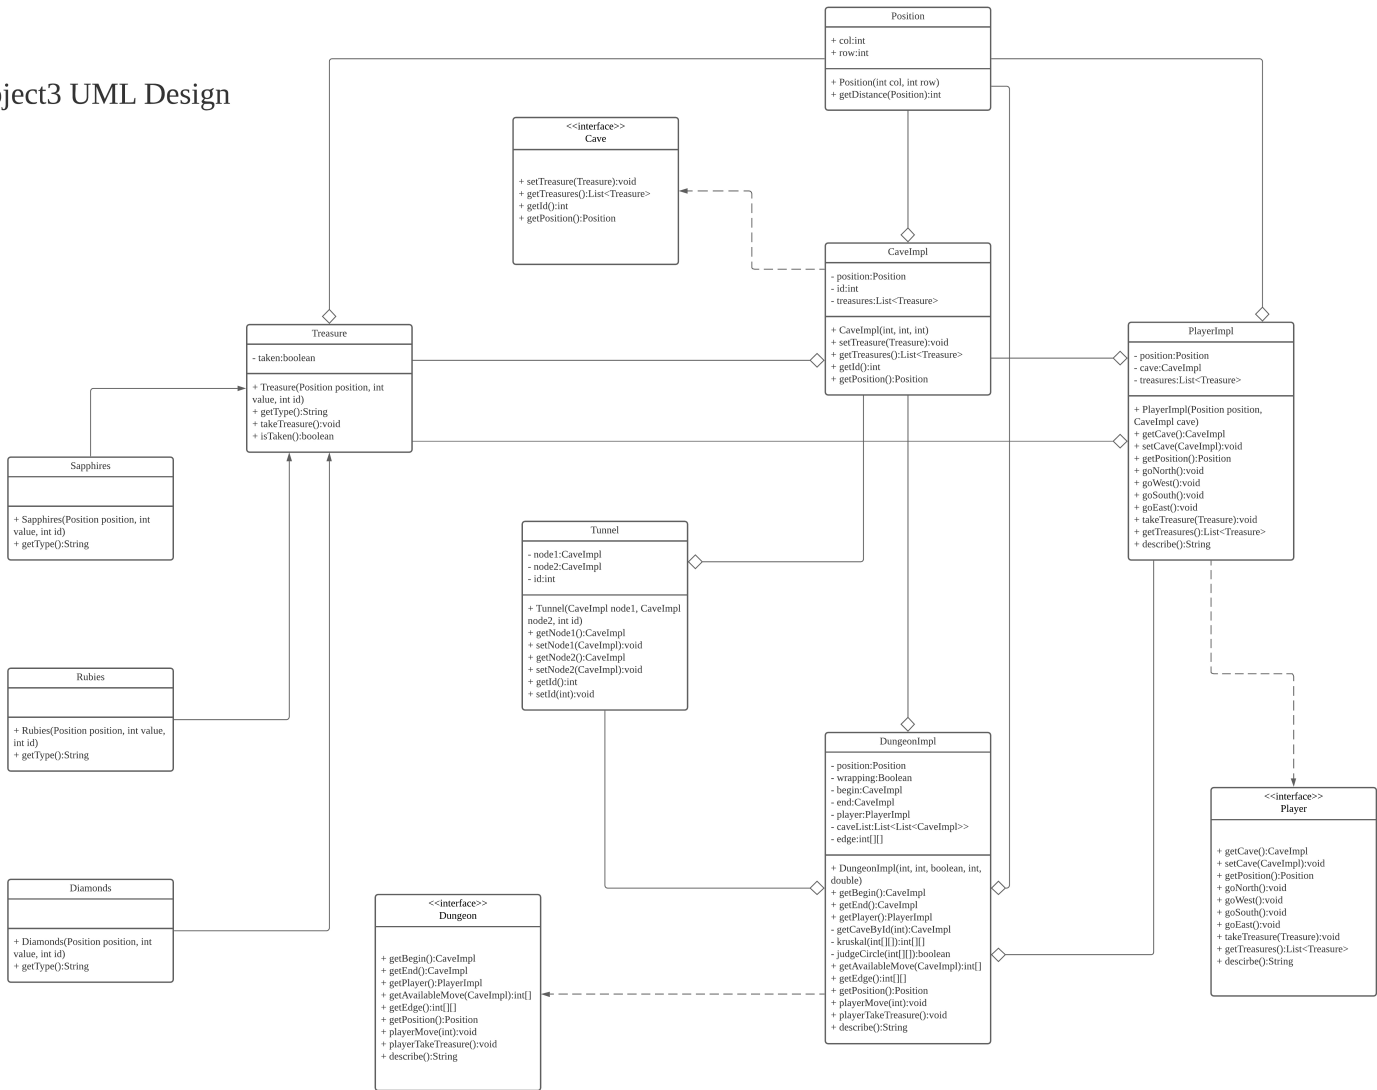 Position
+ col:int
+ row:int
+ Position(int col, int row)
+ getDistance(Position):int
oject3 UML Design
<<interface>>
Cave
+ setTreasure(Treasure):void
+ getTreasures():List<Treasure>
+ getId():int
+ getPosition():Position
CaveImpl
- position:Position
- id:int
- treasures:List<Treasure>
+ CaveImpl(int, int, int)
+ setTreasure(Treasure):void
+ getTreasures():List<Treasure>
+ getId():int
+ getPosition():Position
Treasure
- taken:boolean
+ Treasure(Position position, int
value, int id)
+ getType():String
+ takeTreasure():void
+ isTaken():boolean
PlayerImpl
- position:Position
- cave:CaveImpl
- treasures:List<Treasure>
+ PlayerImpl(Position position,
CaveImpl cave)
+ getCave():CaveImpl
+ setCave(CaveImpl):void
+ getPosition():Position
+ goNorth():void
+ goWest():void
+ goSouth():void
+ goEast():void
+ takeTreasure(Treasure):void
+ getTreasures():List<Treasure>
+ describe():String
Sapphires
+ Sapphires(Position position, int
value, int id)
+ getType():String
Tunnel
- node1:CaveImpl
- node2:CaveImpl
- id:int
+ Tunnel(CaveImpl node1, CaveImpl
node2, int id)
+ getNode1():CaveImpl
+ setNode1(CaveImpl):void
+ getNode2():CaveImpl
+ setNode2(CaveImpl):void
+ getId():int
+ setId(int):void
Rubies
+ Rubies(Position position, int value,
int id)
+ getType():String
DungeonImpl
- position:Position
- wrapping:Boolean
- begin:CaveImpl
- end:CaveImpl
- player:PlayerImpl
- caveList:List<List<CaveImpl>>
- edge:int[][]
+ DungeonImpl(int, int, boolean, int,
double)
+ getBegin():CaveImpl
+ getEnd():CaveImpl
+ getPlayer():PlayerImpl
- getCaveById(int):CaveImpl
- kruskal(int[][]):int[][]
- judgeCircle(int[][]):boolean
+ getAvailableMove(CaveImpl):int[]
+ getEdge():int[][]
+ getPosition():Position
+ playerMove(int):void
+ playerTakeTreasure():void
+ describe():String
<<interface>>
Player
+ getCave():CaveImpl
+ setCave(CaveImpl):void
+ getPosition():Position
+ goNorth():void
+ goWest():void
+ goSouth():void
+ goEast():void
+ takeTreasure(Treasure):void
+ getTreasures():List<Treasure>
+ descirbe():String
Diamonds
+ Diamonds(Position position, int
value, int id)
+ getType():String
<<interface>>
Dungeon
+ getBegin():CaveImpl
+ getEnd():CaveImpl
+ getPlayer():PlayerImpl
+ getAvailableMove(CaveImpl):int[]
+ getEdge():int[][]
+ getPosition():Position
+ playerMove(int):void
+ playerTakeTreasure():void
+ describe():String